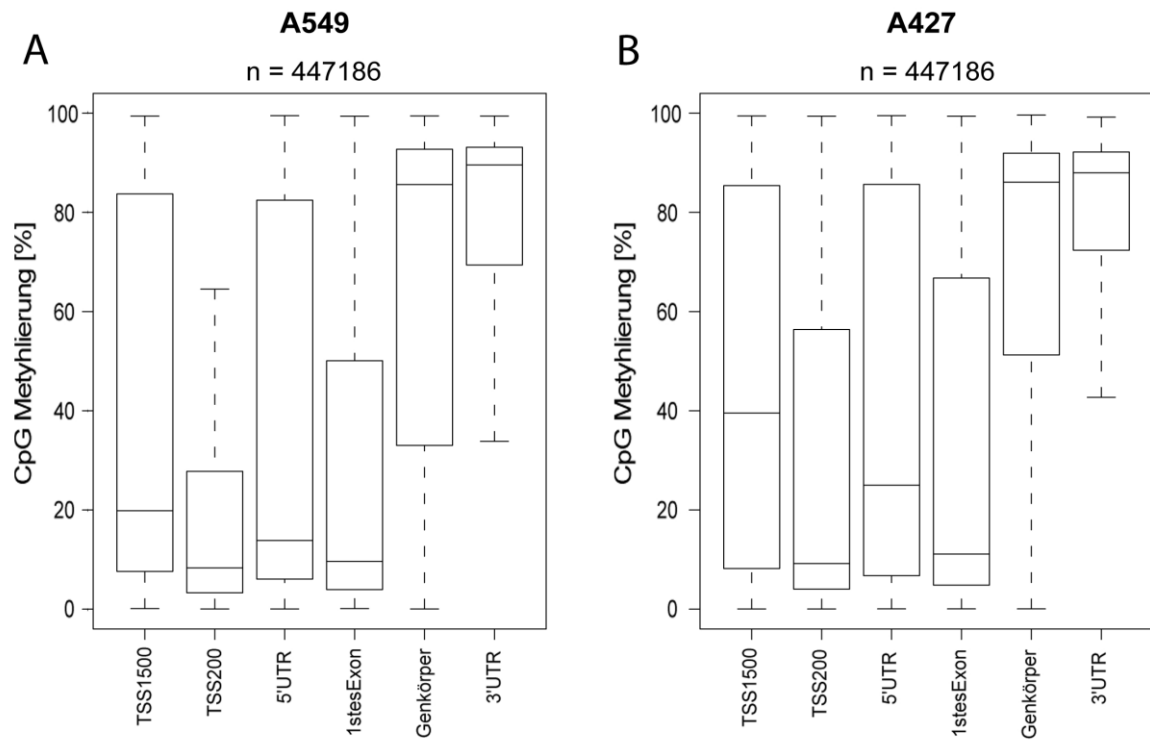 A
A549
n = 447186
CpG Metyhlierung [%]
100
80
60
40
20
0
TSS1500
TSS200
5'UTR
1stesExon
Genkörper
3'UTR
B
A427
n = 447186
CpG Metyhlierung [%]
100
80
60
40
20
0
TSS1500
TSS200
5'UTR
1stesExon
Genkörper
3'UTR